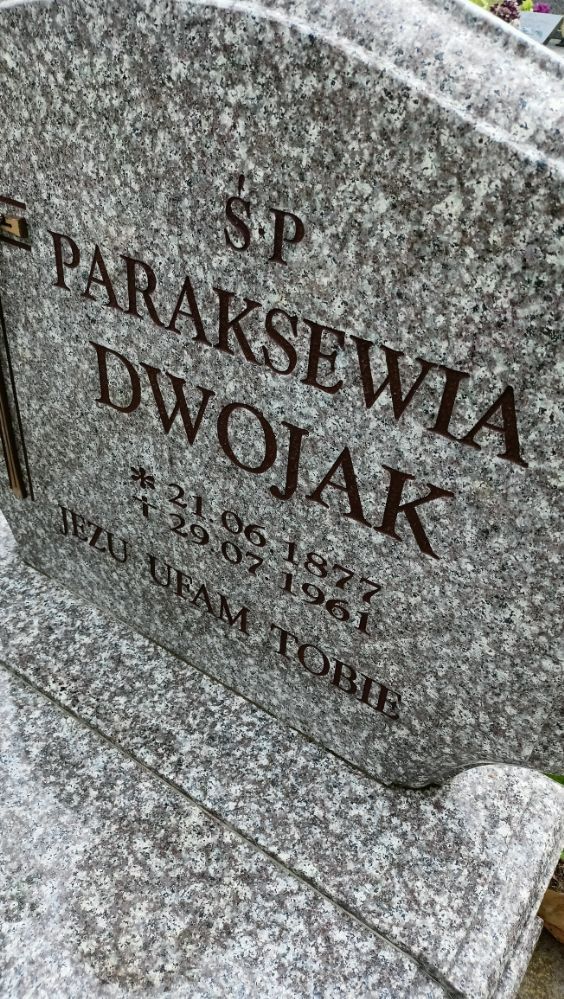 Ś.P
PARAKSEWIA
DWOJAK
* 21.06.1877
† 29.07.1961
JEZU UFAM TOBIE